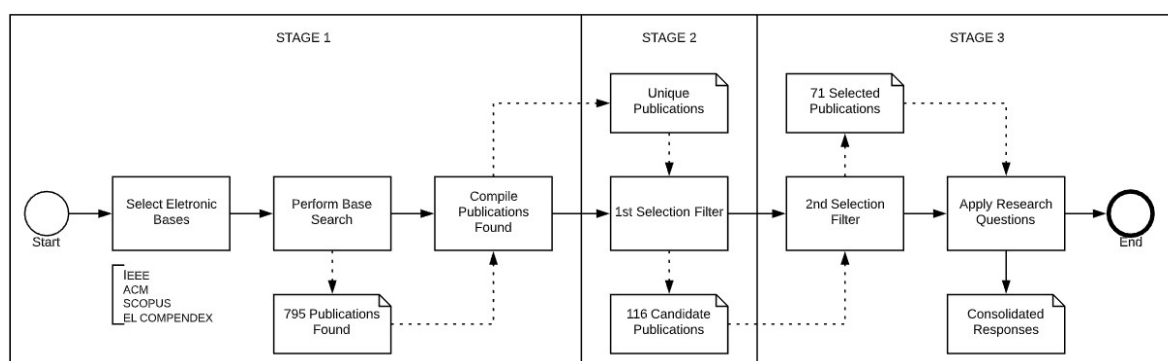 STAGE 1
STAGE 2
STAGE 3
Unique
Publications
71 Selected
Publications
Start
Select Eletronic
Bases
Perform Base
Search
Compile
Publications
Found
1st Selection Filter
2nd Selection
Filter
Apply Research
Questions
End
IEEE
ACM
SCOPUS
EL COMPENDEX
795 Publications
Found
116 Candidate
Publications
Consolidated
Responses